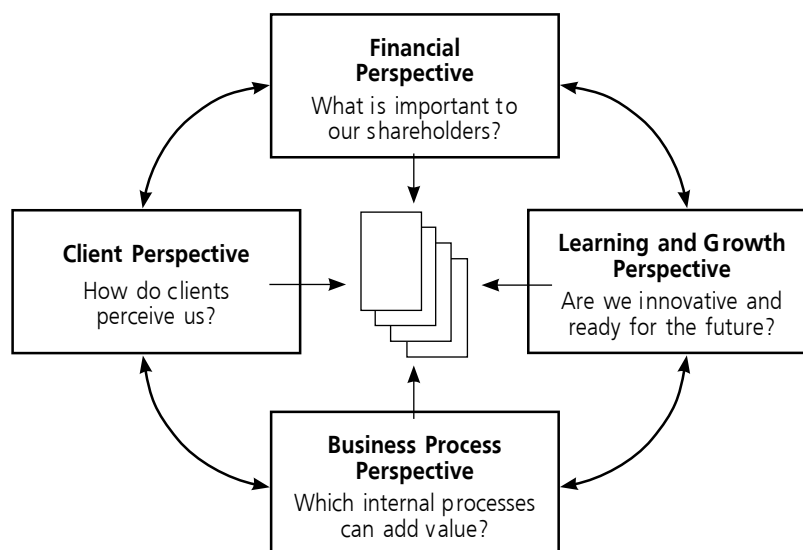 Financial
Perspective
What is important to
our shareholders?
Client Perspective
How do clients
perceive us?
Learning and Growth
Perspective
Are we innovative and
ready for the future?
Business Process
Perspective
Which internal processes
can add value?